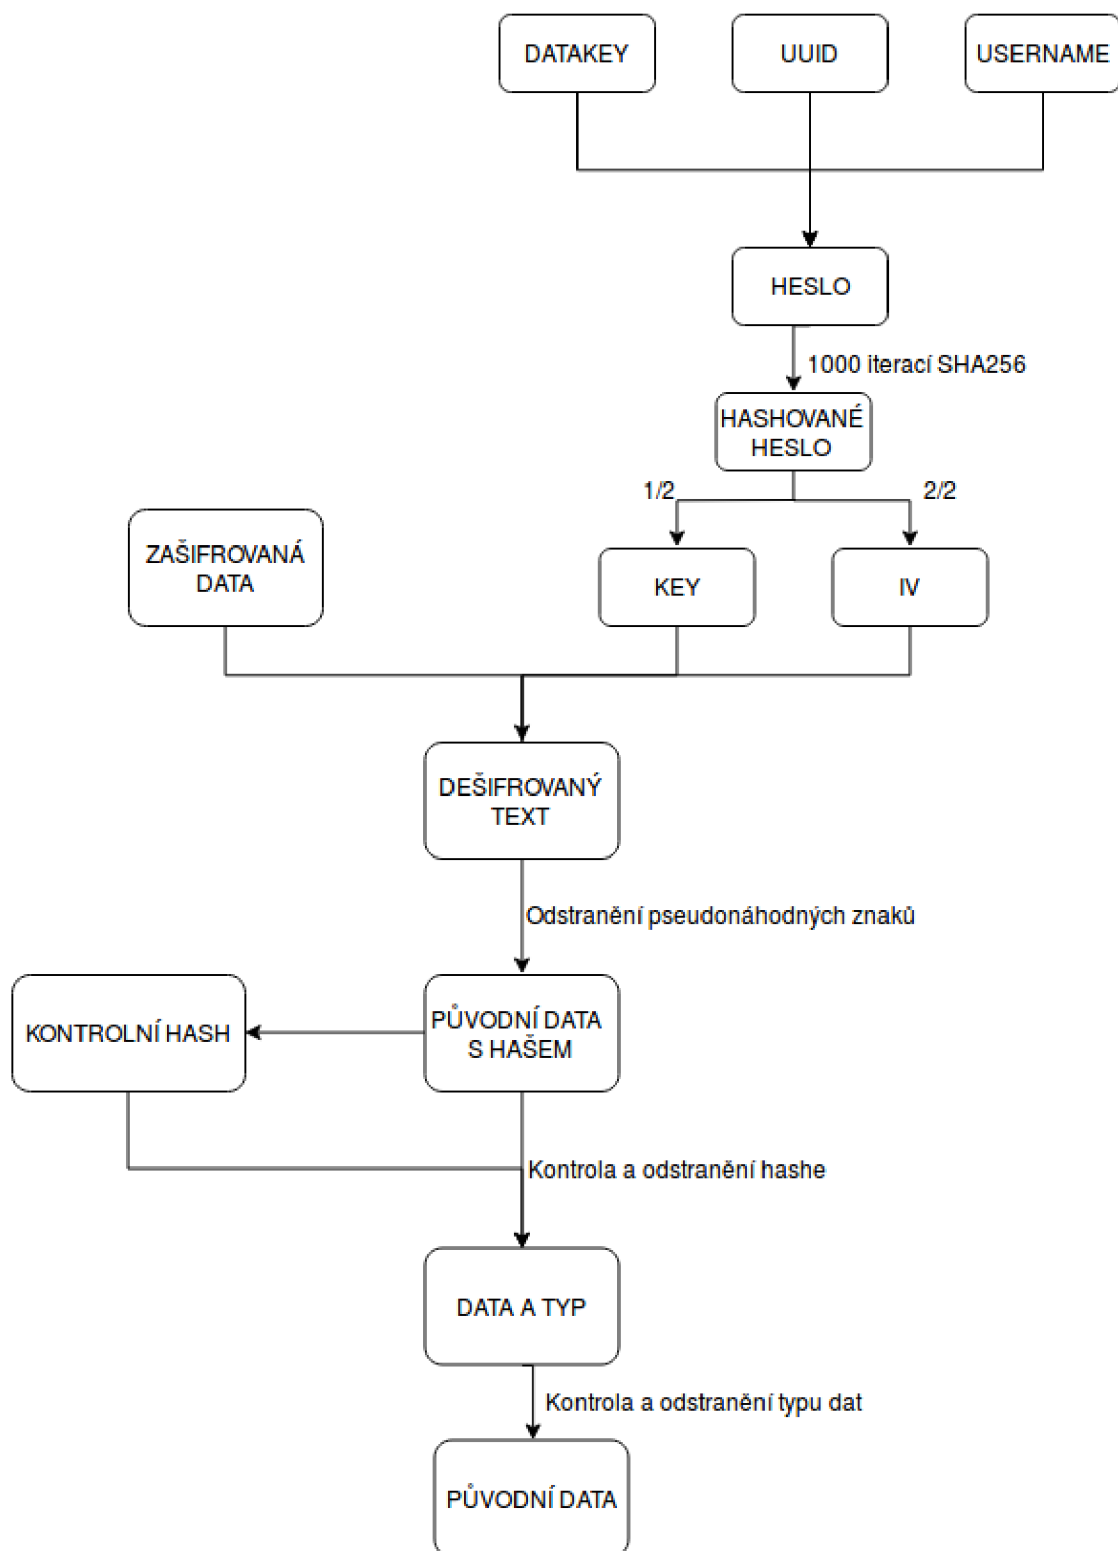 DATAKEY
UUID
USERNAME
HESLO
1000 iterací SHA256
HASHOVANÉ
HESLO
1/2
2/2
ZAŠIFROVANÁ
DATA
KEY
IV
DEŠIFROVANÝ
TEXT
Odstranění pseudonáhodných znaků
KONTROLNÍ HASH
PŮVODNÍ DATA
S HAŠEM
Kontrola a odstranění hashe
DATA A TYP
Kontrola a odstranění typu dat
PŮVODNÍ DATA